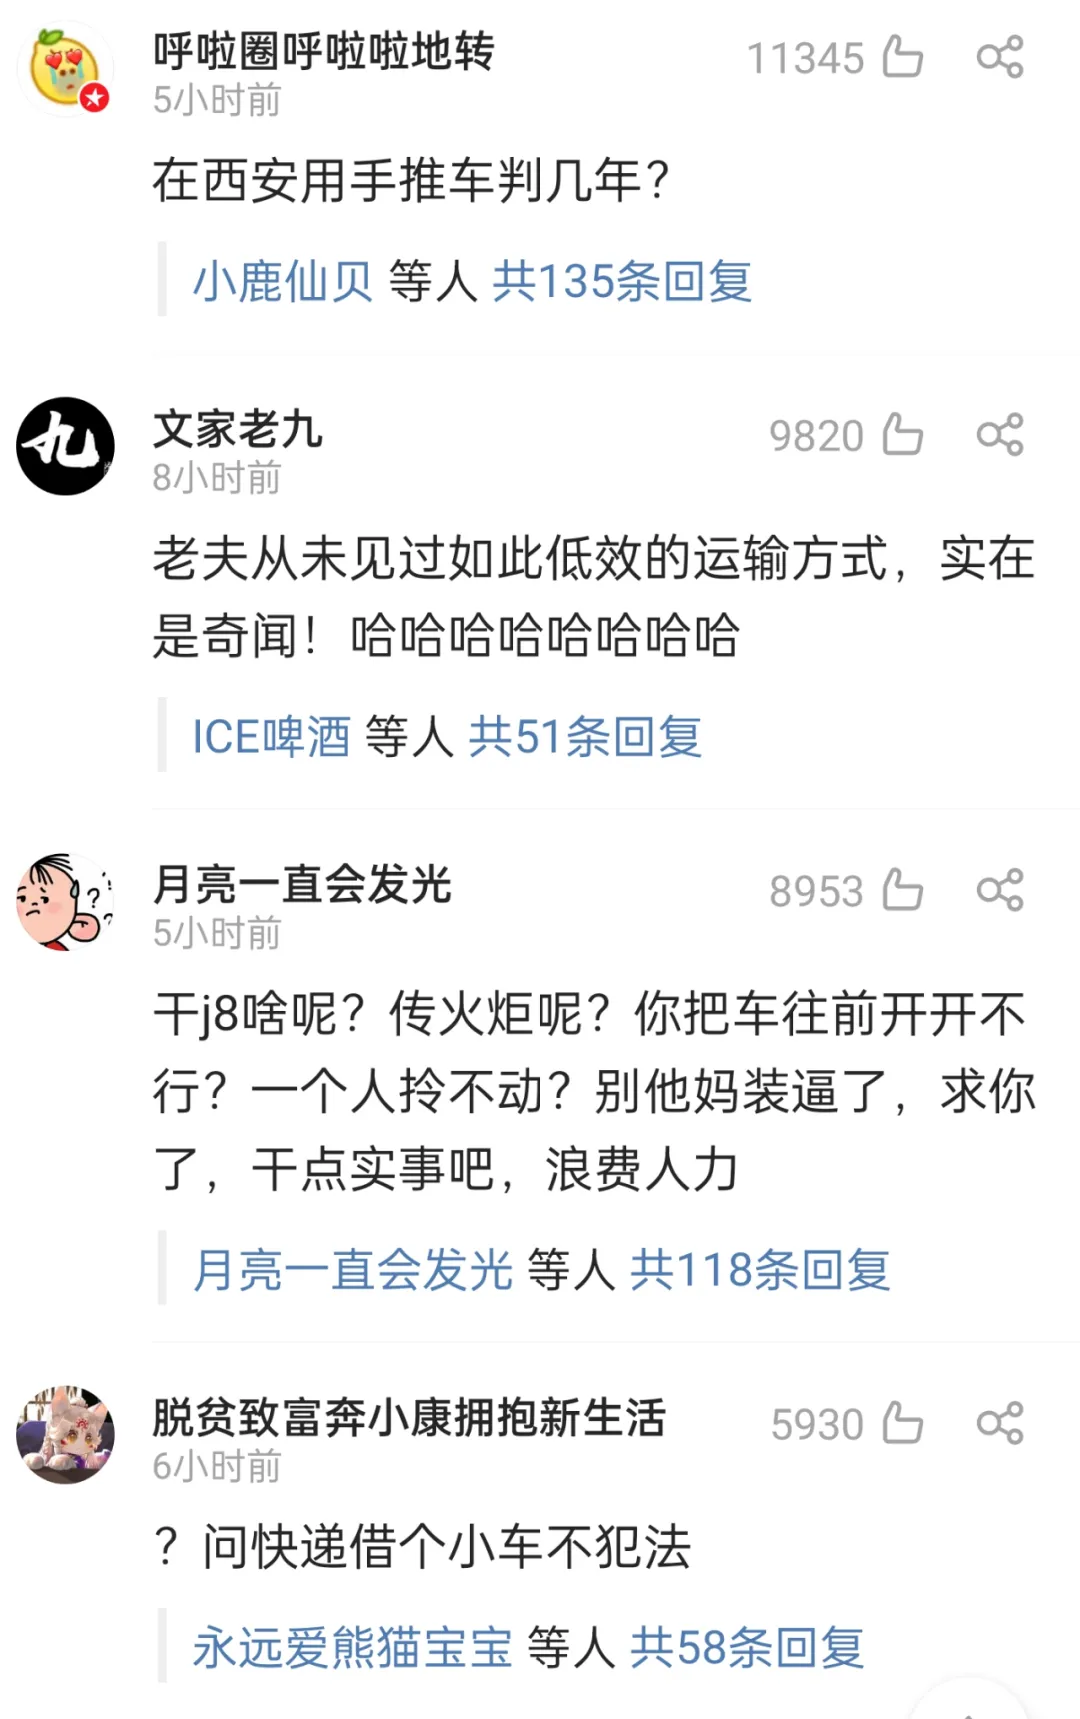 呼啦圈呼啦啦地转
11345
5小时前
在西安用手推车判几年？
小鹿仙贝 等人 共135条回复
九
文家老九
9820
8小时前
老夫从未见过如此低效的运输方式，实在
是奇闻！哈哈哈哈哈哈哈哈
ICE啤酒 等人 共51条回复
月亮一直会发光
8953
5小时前
干j8啥呢？传火炬呢？你把车往前开开不
行？一个人拎不动？别他妈装逼了，求你
了，干点实事吧，浪费人力
月亮一直会发光 等人 共118条回复
脱贫致富奔小康拥抱新生活
5930
6小时前
？问快递借个小车不犯法
永远爱熊猫宝宝 等人 共58条回复